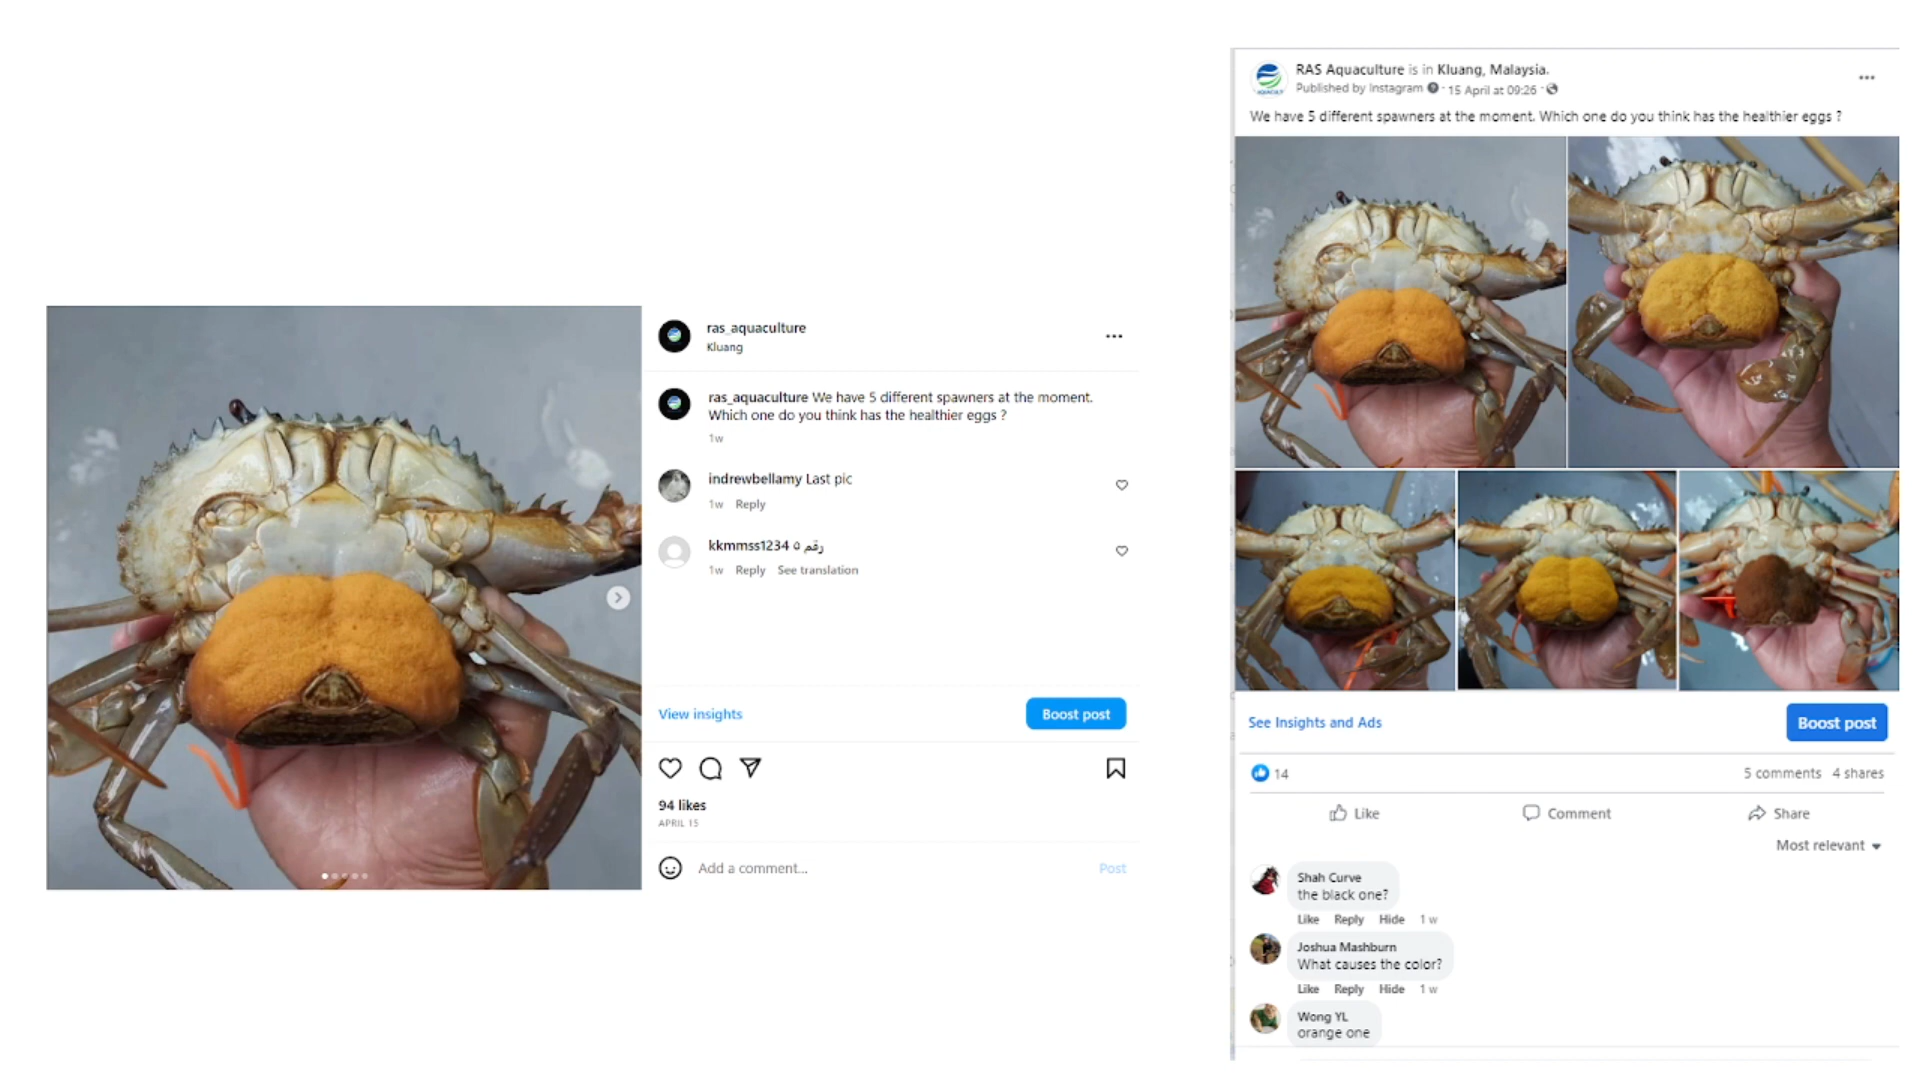 ras_aquaculture
Kluang
ras_aquaculture We have 5 different spawners at the moment.
Which one do you think has the healthier eggs ?
1w
indrewbellamy Last pic
1w Reply
kkmmss1234 رقم ٥
1w Reply See translation
View insights
Boost post
94 likes
APRIL 15
Add a comment...
Post
RAS Aquaculture is in Kluang, Malaysia.
Published by Instagram · 15 April at 09:26 ·
We have 5 different spawners at the moment. Which one do you think has the healthier eggs ?
See Insights and Ads
Boost post
14
5 comments 4 shares
Like Comment Share
Most relevant
Shah Curve
the black one?
Like Reply Hide 1 w
Joshua Mashburn
What causes the color?
Like Reply Hide 1 w
Wong YL
orange one